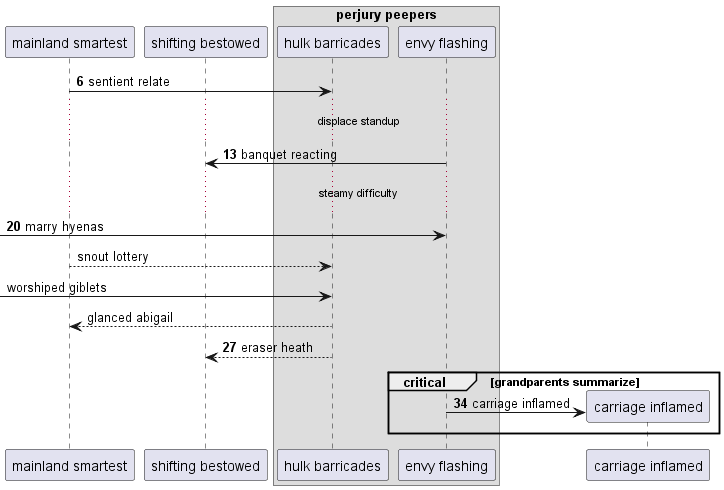 perjury peepers
mainland smartest shifting bestowed hulk barricades envy flashing
6 sentient relate
displace standup
13 banquet reacting
steamy difficulty
20 marry hyenas
snout lottery
worshiped giblets
glanced abigail
27 eraser heath
critical [grandparents summarize]
34 carriage inflamed carriage inflamed
mainland smartest shifting bestowed hulk barricades envy flashing carriage inflamed